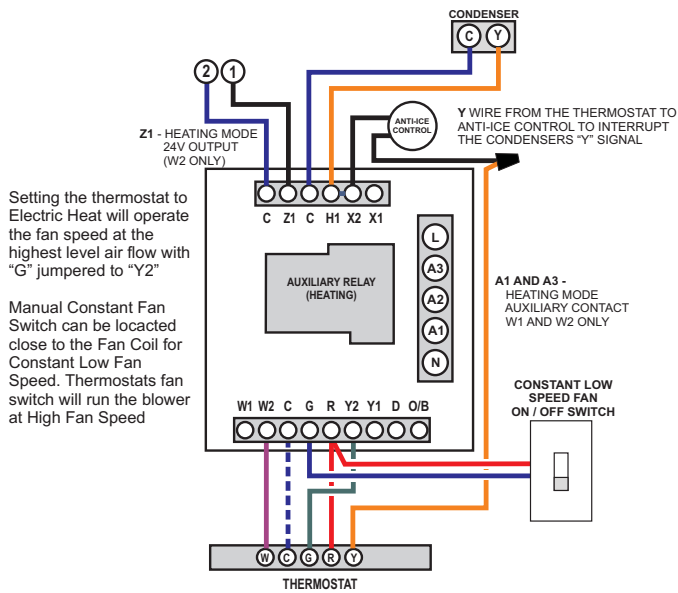 CONDENSER
C Y
2 1
ANTI-ICE
CONTROL
Y WIRE FROM THE THERMOSTAT TO
ANTI-ICE CONTROL TO INTERRUPT
THE CONDENSERS “Y” SIGNAL
Z1 - HEATING MODE
24V OUTPUT
(W2 ONLY)
Setting the thermostat to
Electric Heat will operate
the fan speed at the
highest level air flow with
“G” jumpered to “Y2”
Manual Constant Fan
Switch can be locacted
close to the Fan Coil for
Constant Low Fan
Speed. Thermostats fan
switch will run the blower
at High Fan Speed
C Z1 C H1 X2 X1
AUXILIARY RELAY
(HEATING)
L
A3
A2
A1
N
A1 AND A3 -
HEATING MODE
AUXILIARY CONTACT
W1 AND W2 ONLY
CONSTANT LOW
SPEED FAN
ON / OFF SWITCH
W1 W2 C G R Y2 Y1 D O/B
W C G R Y
THERMOSTAT